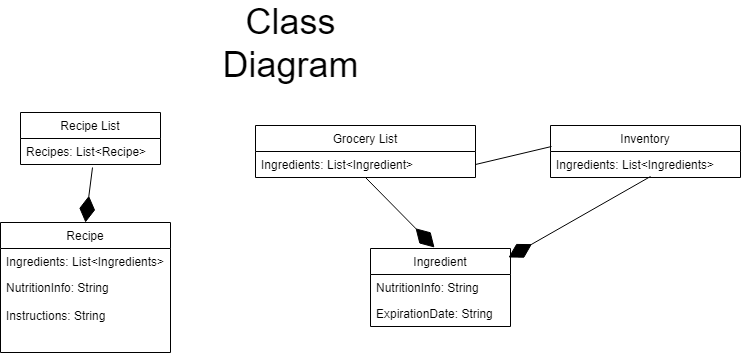 Class
Diagram
Recipe List
Recipes: List<Recipe>
Grocery List
Ingredients: List<Ingredient>
Inventory
Ingredients: List<Ingredients>
Recipe
Ingredients: List<Ingredients>
NutritionInfo: String
Instructions: String
Ingredient
NutritionInfo: String
ExpirationDate: String